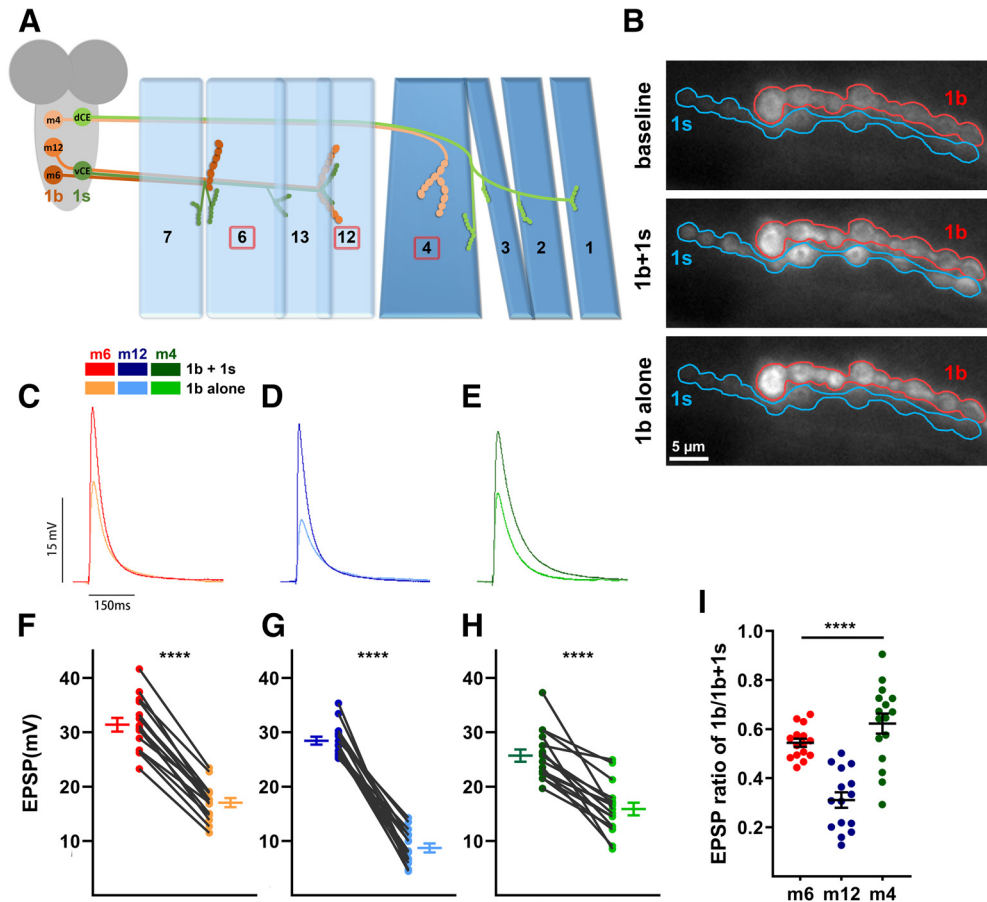 A
m4 dCE
m12
vCE
m6
1b 1s
7 6 13 12 4 3 2 1
B
baseline
1s 1b
1b+1s
1s 1b
1b alone
1s 1b
5 µm
m6 m12 m4
1b + 1s
1b alone
C D E
15 mV
150ms
F G H
**** **** ****
EPSP(mV)
40 40 40
30 30 30
20 20 20
10 10 10
I
****
EPSP ratio of 1b/1b+1s
1.0
0.8
0.6
0.4
0.2
m6 m12 m4